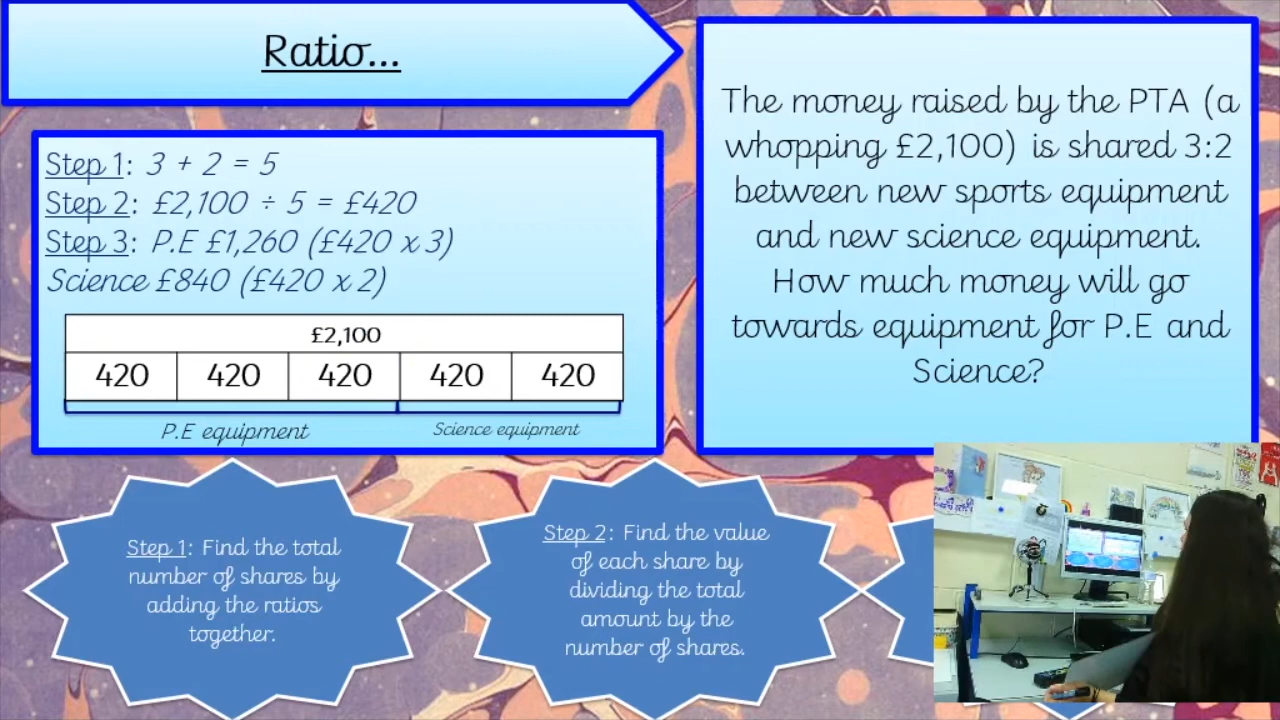 Ratio...
Step 1: 3 + 2 = 5
Step 2: £2,100 ÷ 5 = £420
Step 3: P.E £1,260 (£420 x 3)
Science £840 (£420 x 2)
£2,100
420 420 420 420 420
P.E equipment Science equipment
The money raised by the PTA (a
whopping £2,100) is shared 3:2
between new sports equipment
and new science equipment.
How much money will go
towards equipment for P.E and
Science?
Step 1: Find the total
number of shares by
adding the ratios
together.
Step 2: Find the value
of each share by
dividing the total
amount by the
number of shares.